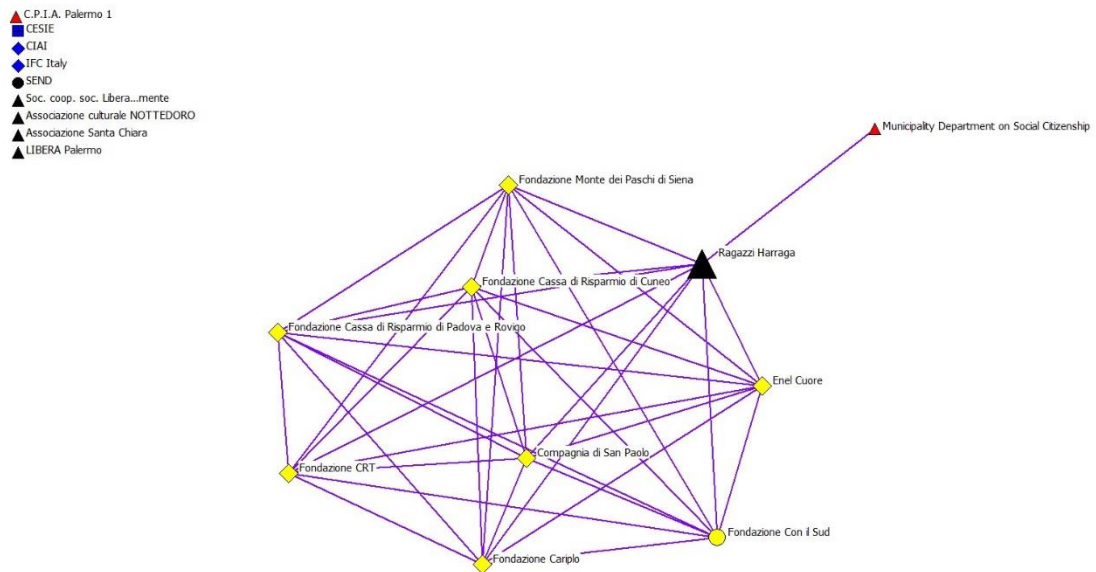 C.P.I.A. Palermo 1
CESIE
CIAI
IFC Italy
SEND
Soc. coop. soc. Libera...mente
Associazione culturale NOTTEDORO
Associazione Santa Chiara
LIBERA Palermo
Municipality Department on Social Citizenship
Fondazione Monte dei Paschi di Siena
Ragazzi Harraga
Fondazione Cassa di Risparmio di Cuneo
Fondazione Cassa di Risparmio di Padova e Rovigo
Enel Cuore
Compagnia di San Paolo
Fondazione CRT
Fondazione Con il Sud
Fondazione Cariplo